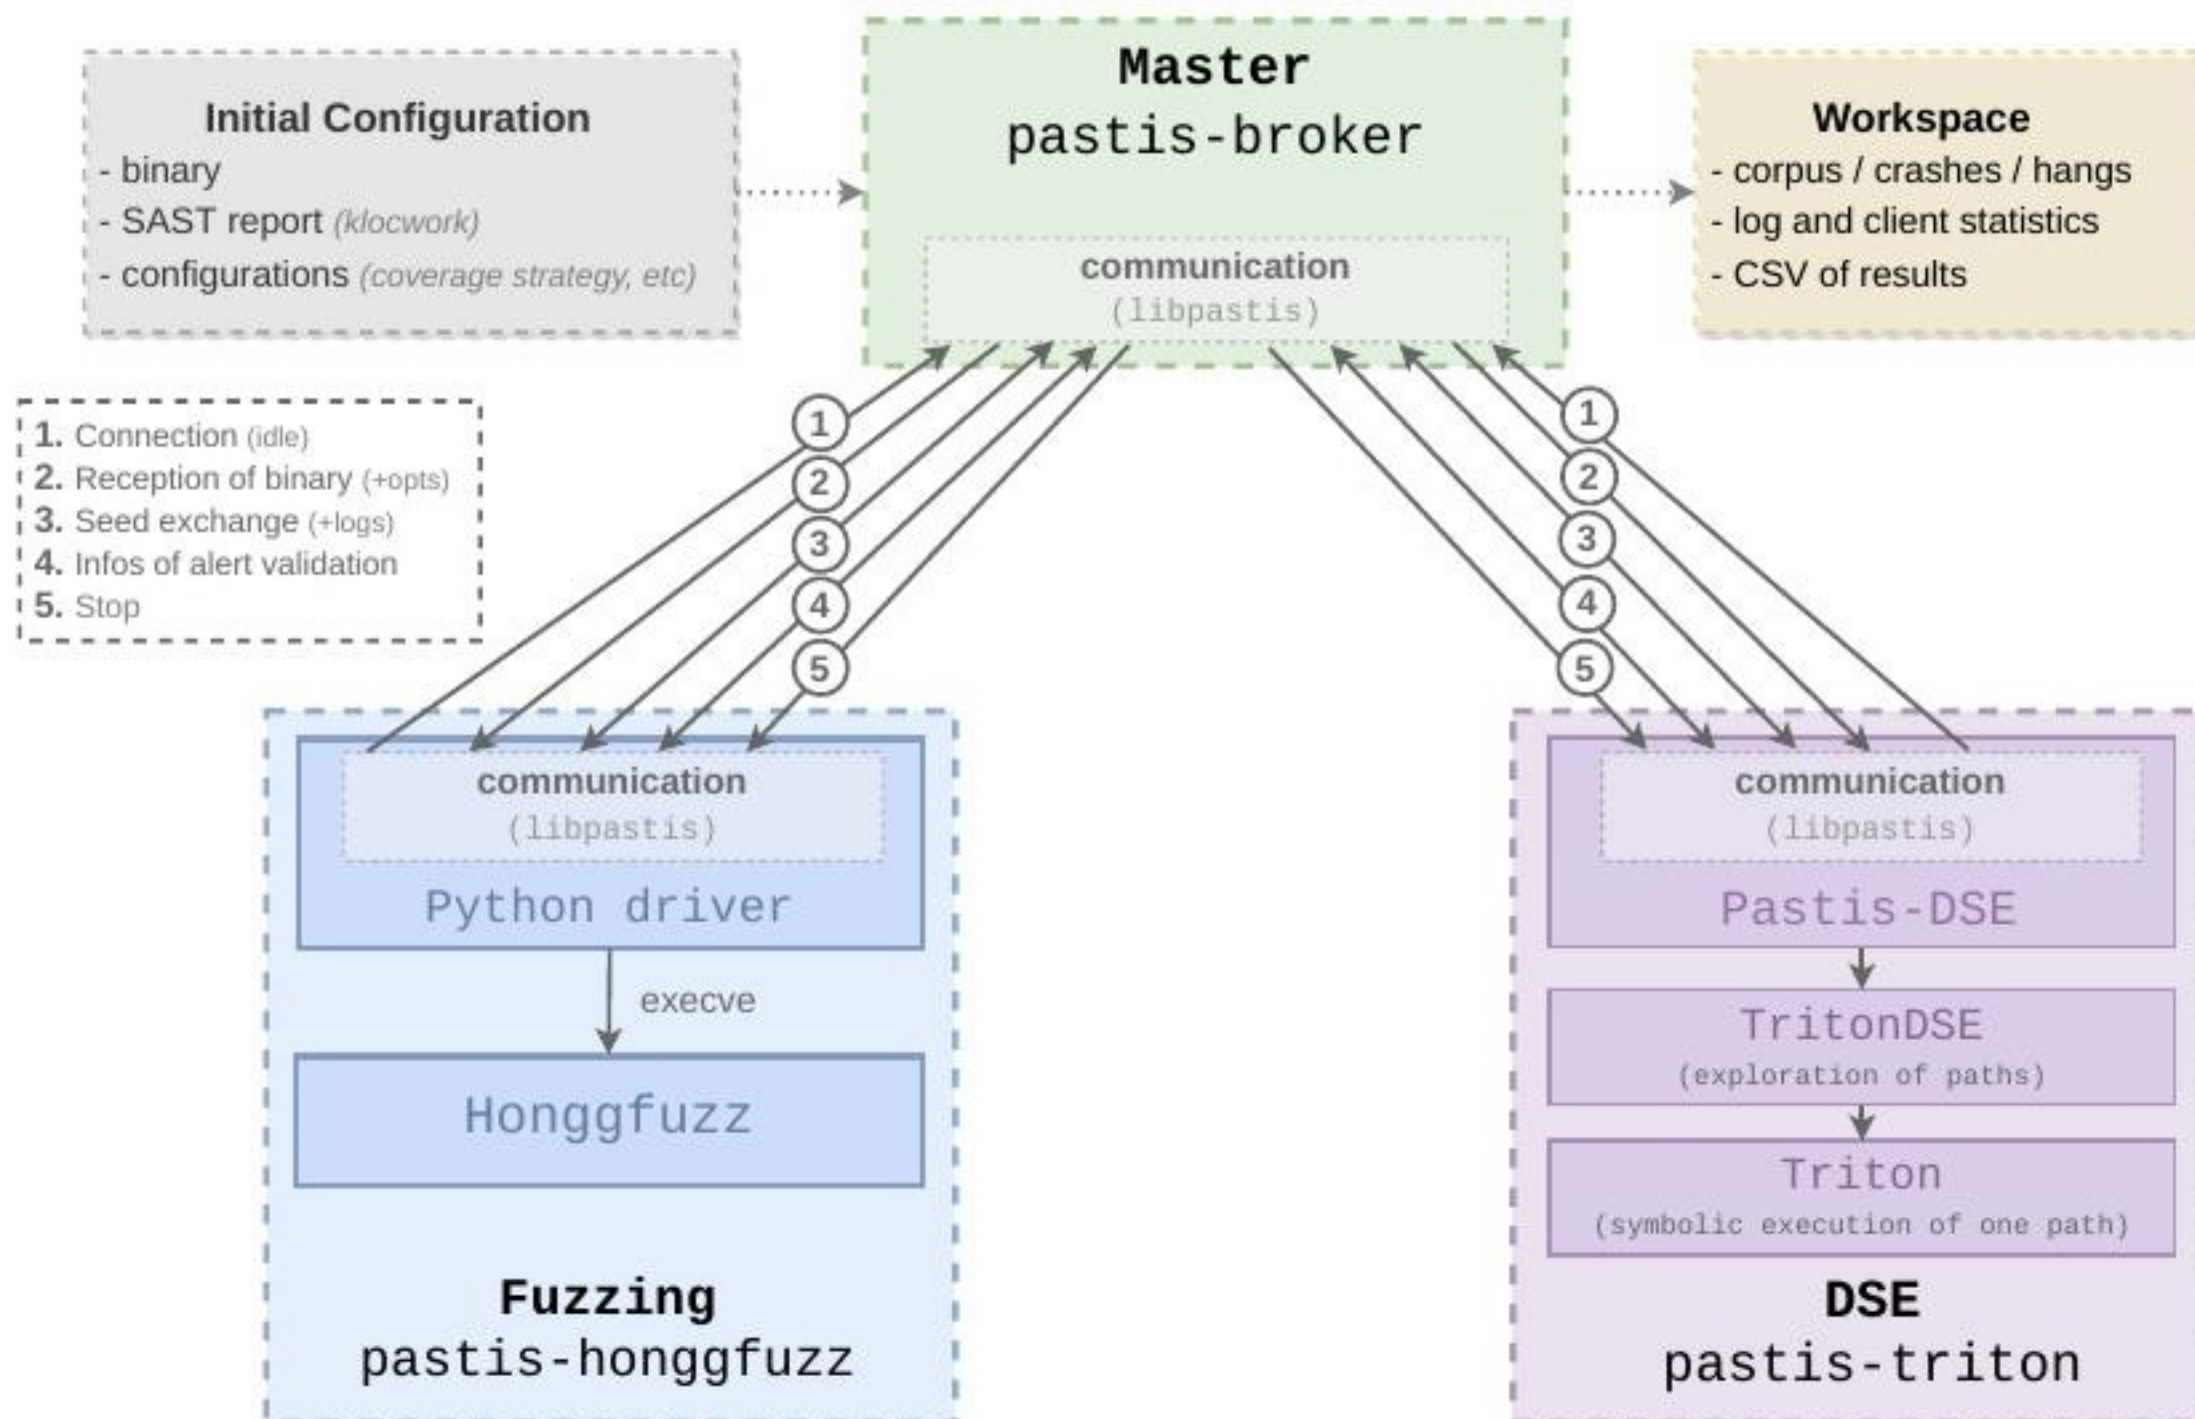 Initial Configuration
- binary
- SAST report (klocwork)
- configurations (coverage strategy, etc)
Master
pastis-broker
communication
(libpastis)
Workspace
- corpus / crashes / hangs
- log and client statistics
- CSV of results
1. Connection (idle)
2. Reception of binary (+opts)
3. Seed exchange (+logs)
4. Infos of alert validation
5. Stop
1
2
3
4
5
1
2
3
4
5
communication
(libpastis)
Python driver
execve
Honggfuzz
Fuzzing
pastis-honggfuzz
communication
(libpastis)
Pastis-DSE
TritonDSE
(exploration of paths)
Triton
(symbolic execution of one path)
DSE
pastis-triton